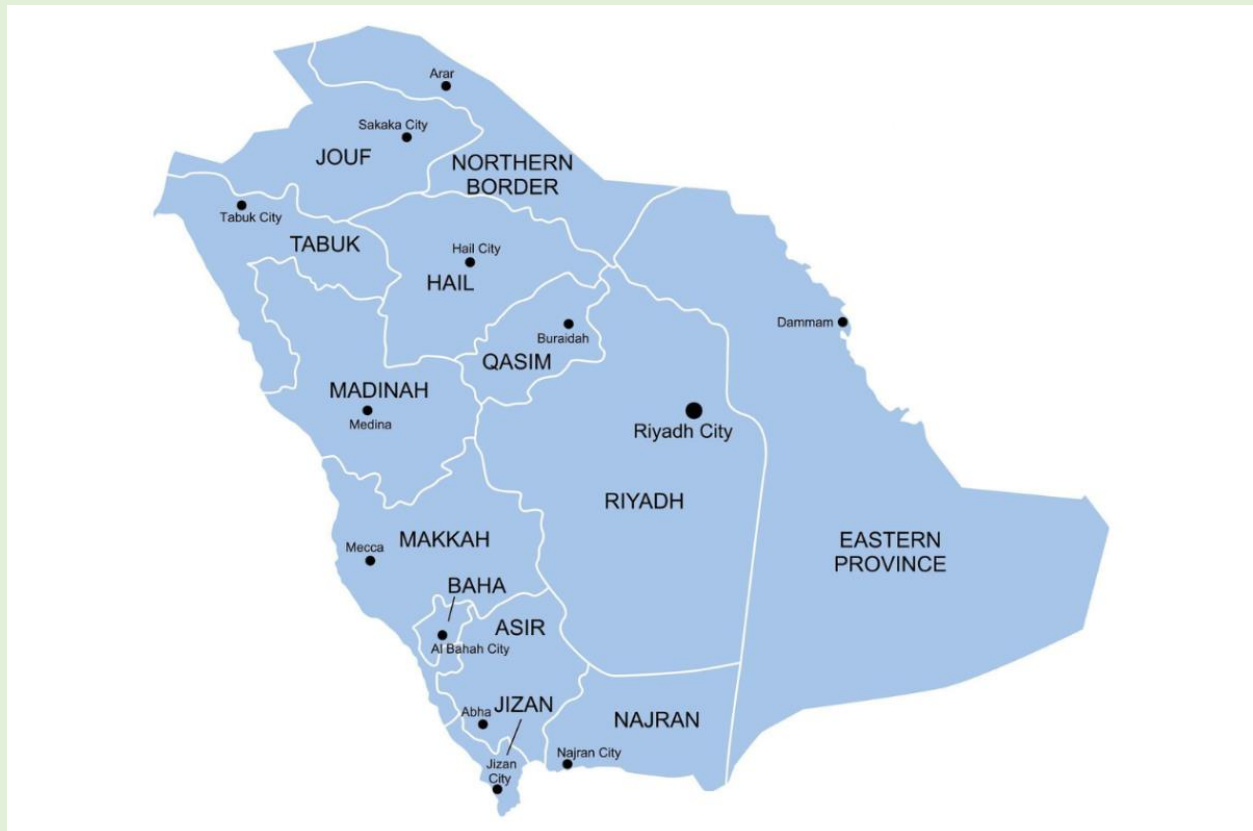 Arar
Sakaka City
JOUF
NORTHERN
BORDER
Tabuk City
TABUK
Hail City
HAIL
Dammam
Buraidah
QASIM
MADINAH
Medina
Riyadh City
RIYADH
MAKKAH
EASTERN
PROVINCE
Mecca
BAHA
ASIR
Al Bahah City
JIZAN
Abha
NAJRAN
Najran City
Jizan
City